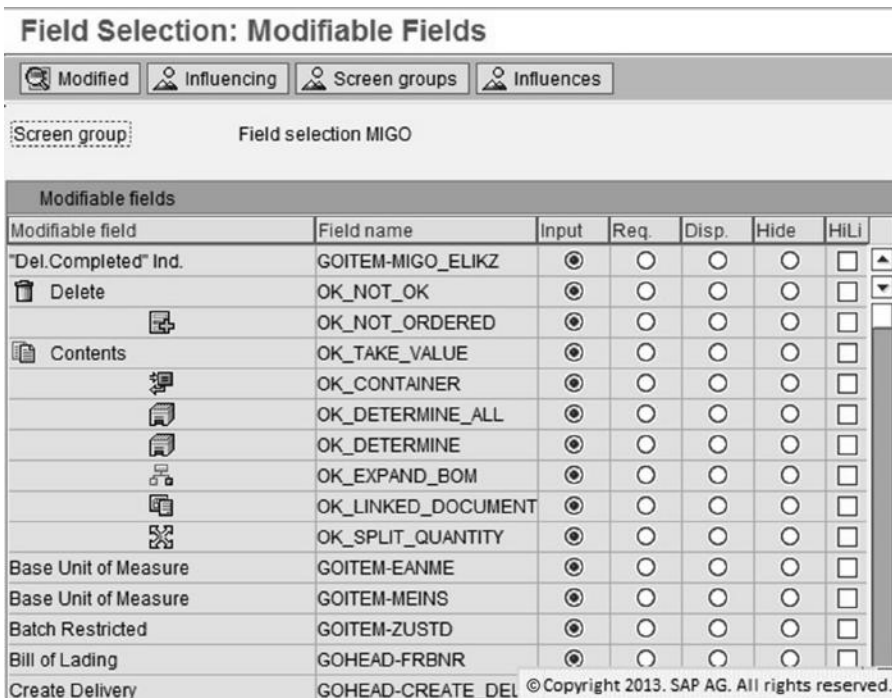 Field Selection: Modifiable Fields
Modified Influencing Screen groups Influences
Screen group Field selection MIGO
Modifiable fields
Modifiable field Field name Input Req. Disp. Hide HiLi
"Del.Completed" Ind. GOITEM-MIGO_ELIKZ
Delete OK_NOT_OK
OK_NOT_ORDERED
Contents OK_TAKE_VALUE
OK_CONTAINER
OK_DETERMINE_ALL
OK_DETERMINE
OK_EXPAND_BOM
OK_LINKED_DOCUMENT
OK_SPLIT_QUANTITY
Base Unit of Measure GOITEM-EANME
Base Unit of Measure GOITEM-MEINS
Batch Restricted GOITEM-ZUSTD
Bill of Lading GOHEAD-FRBNR
Create Delivery GOHEAD-CREATE_DEL
©Copyright 2013. SAP AG. All rights reserved.